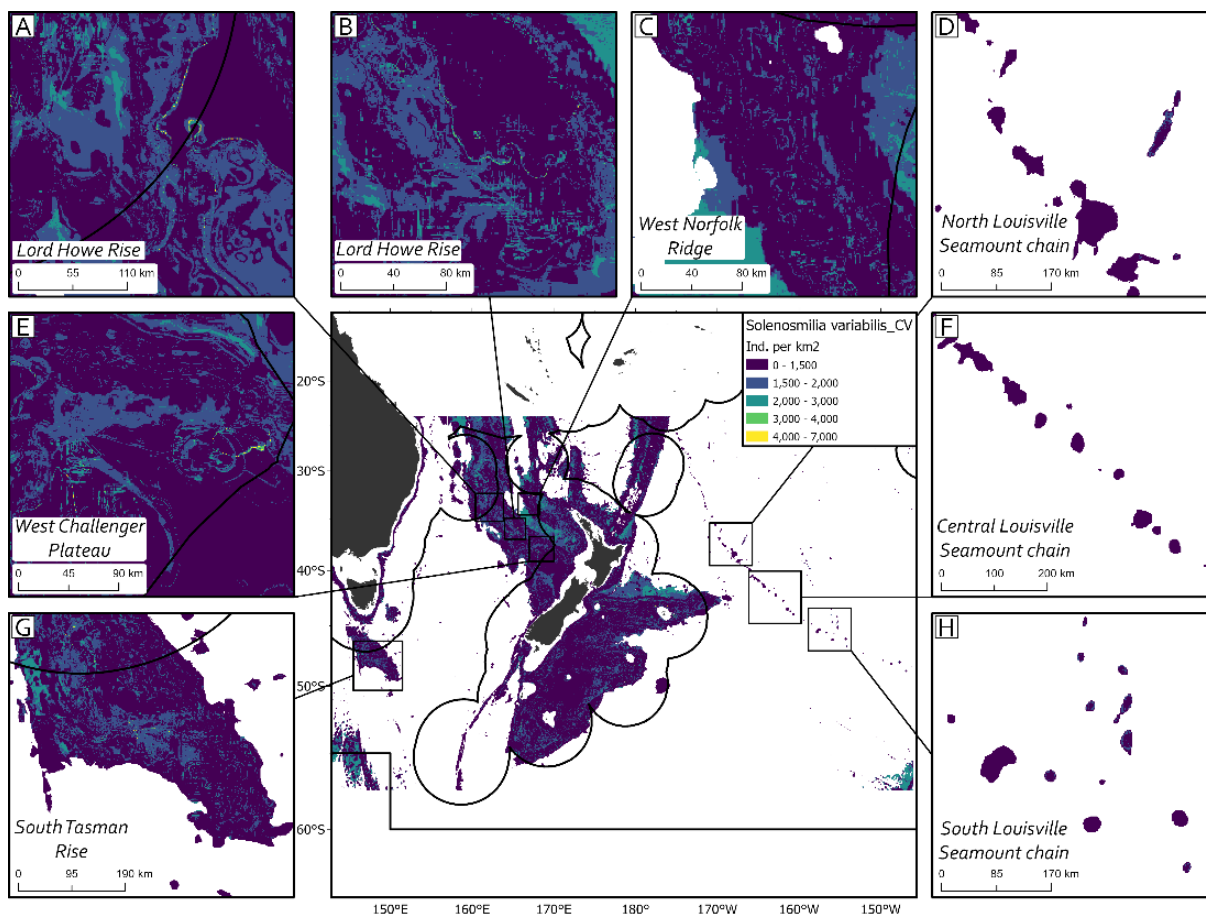 A
Lord Howe Rise
0 55 110 km
B
Lord Howe Rise
0 40 80 km
C
West Norfolk
Ridge
0 40 80 km
D
North Louisville
Seamount chain
0 85 170 km
E
West Challenger
Plateau
0 45 90 km
Solenosmilia variabilis_CV
Ind. per km2
0 - 1,500
1,500 - 2,000
2,000 - 3,000
3,000 - 4,000
4,000 - 7,000
20°S
30°S
40°S
50°S
60°S
150°E 160°E 170°E 180° 170°W 160°W 150°W
F
Central Louisville
Seamount chain
0 100 200 km
G
South Tasman
Rise
0 95 190 km
H
South Louisville
Seamount chain
0 85 170 km